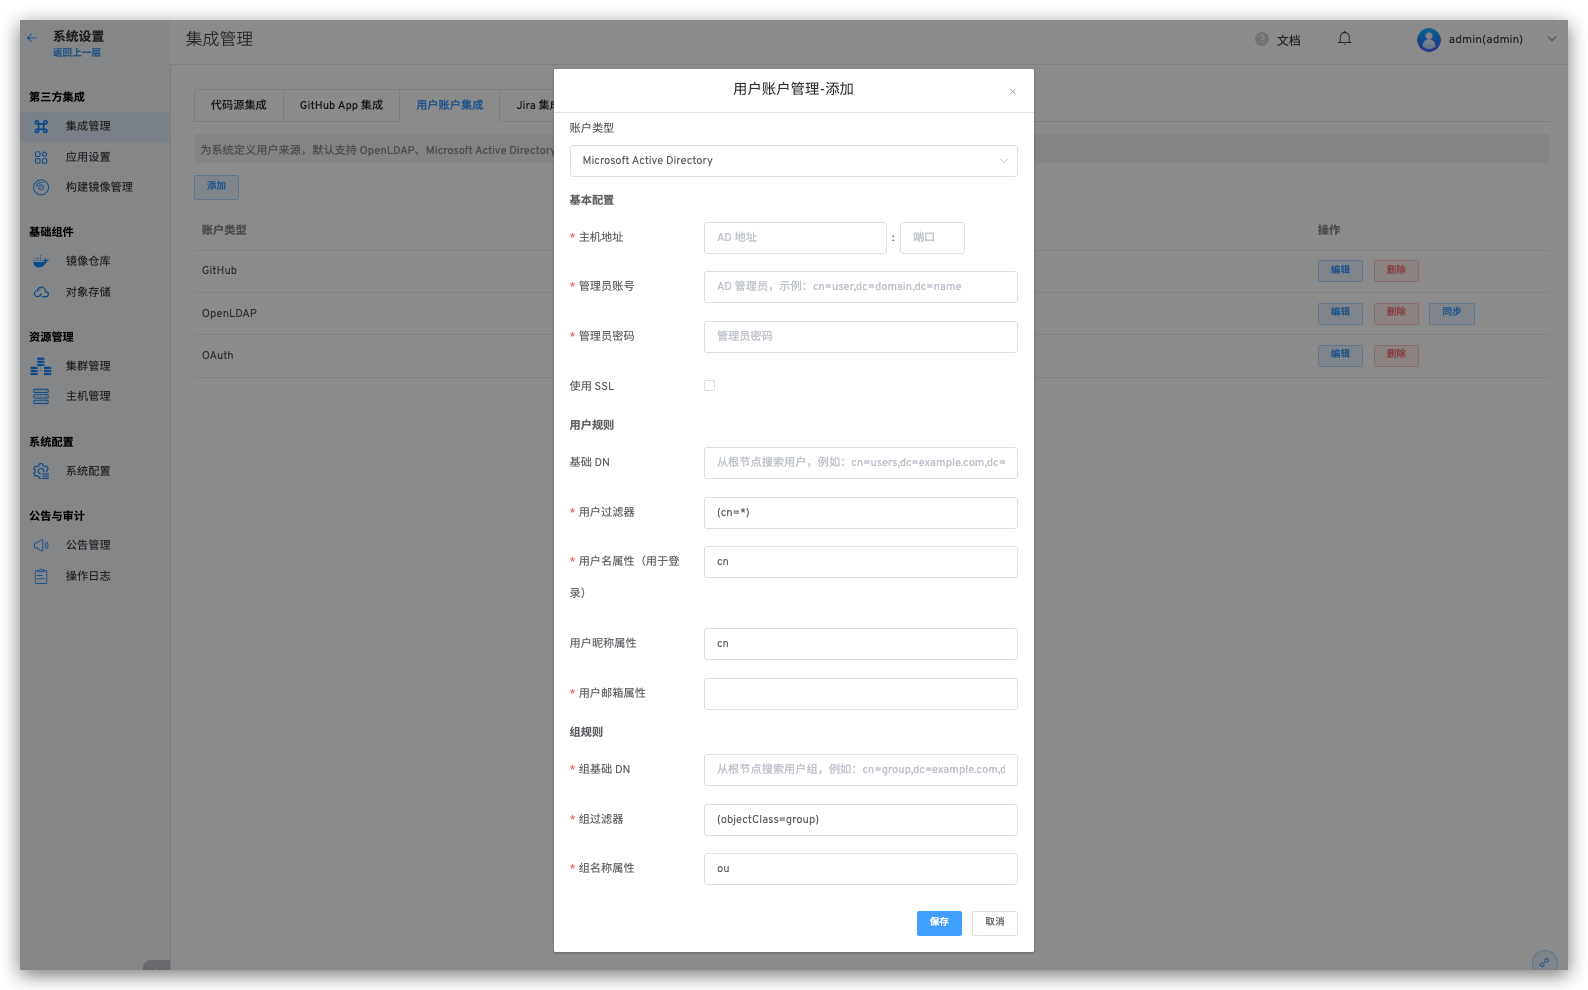 系统设置
返回上一层
集成管理
文档
admin(admin)
第三方集成
集成管理
应用设置
构建镜像管理
基础组件
镜像仓库
对象存储
资源管理
集群管理
主机管理
系统配置
系统配置
公告与审计
公告管理
操作日志
代码源集成
GitHub App 集成
用户账户集成
Jira 集
为系统定义用户来源，默认支持 OpenLDAP、Microsoft Active Directory
添加
账户类型
操作
GitHub
编辑
删除
OpenLDAP
编辑
删除
同步
OAuth
编辑
删除
用户账户管理-添加
账户类型
Microsoft Active Directory
基本配置
* 主机地址
AD 地址
:
端口
* 管理员账号
AD 管理员，示例：cn=user,dc=domain,dc=name
* 管理员密码
管理员密码
使用 SSL
用户规则
基础 DN
从根节点搜索用户，例如：cn=users,dc=example.com,dc=
* 用户过滤器
(cn=*)
* 用户名属性（用于登
录）
cn
用户昵称属性
cn
* 用户邮箱属性
组规则
* 组基础 DN
从根节点搜索用户组，例如：cn=group,dc=example.com,d
* 组过滤器
(objectClass=group)
* 组名称属性
ou
保存
取消